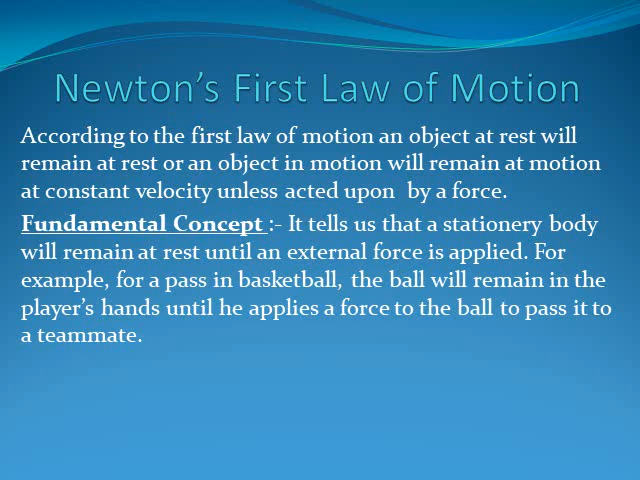 Newton’s First Law of Motion
According to the first law of motion an object at rest will
remain at rest or an object in motion will remain at motion
at constant velocity unless acted upon  by a force.
Fundamental Concept :- It tells us that a stationery body
will remain at rest until an external force is applied. For
example, for a pass in basketball, the ball will remain in the
player’s hands until he applies a force to the ball to pass it to
a teammate.